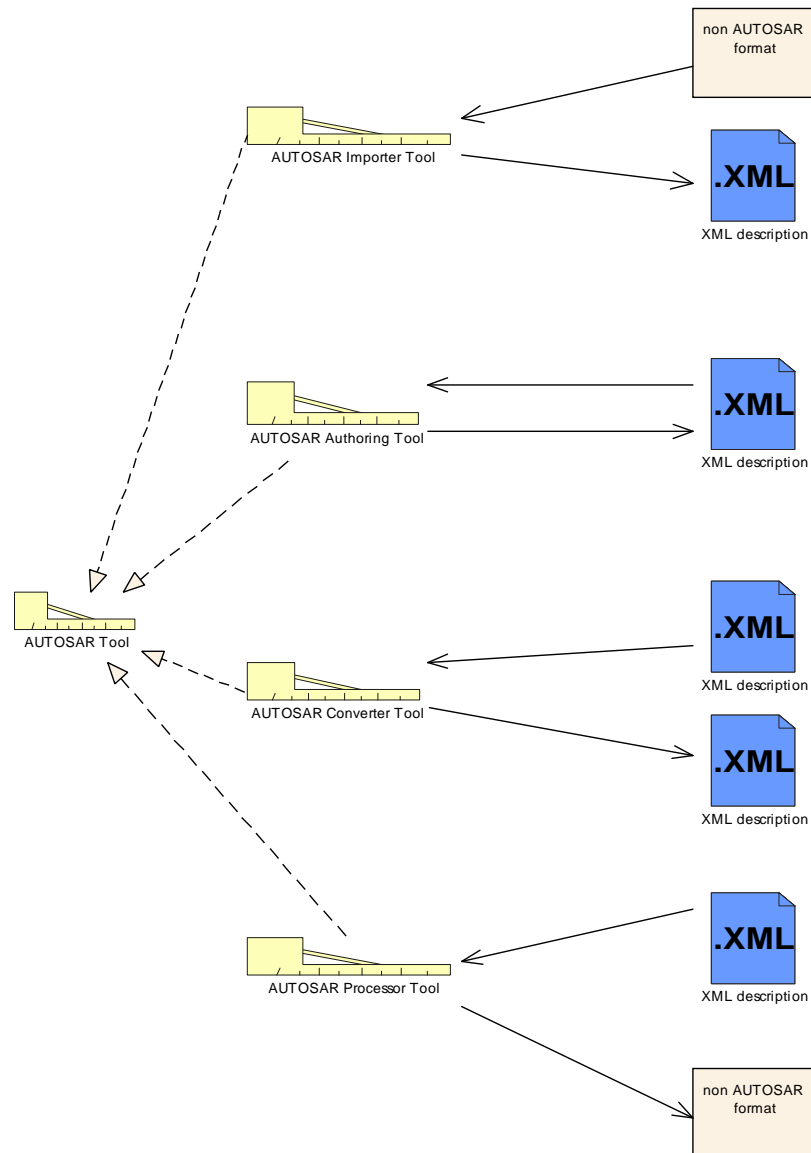 non AUTOSAR
format
AUTOSAR Importer Tool
.XML
XML description
AUTOSAR Authoring Tool
.XML
XML description
AUTOSAR Tool
.XML
XML description
AUTOSAR Converter Tool
.XML
XML description
.XML
XML description
AUTOSAR Processor Tool
non AUTOSAR
format